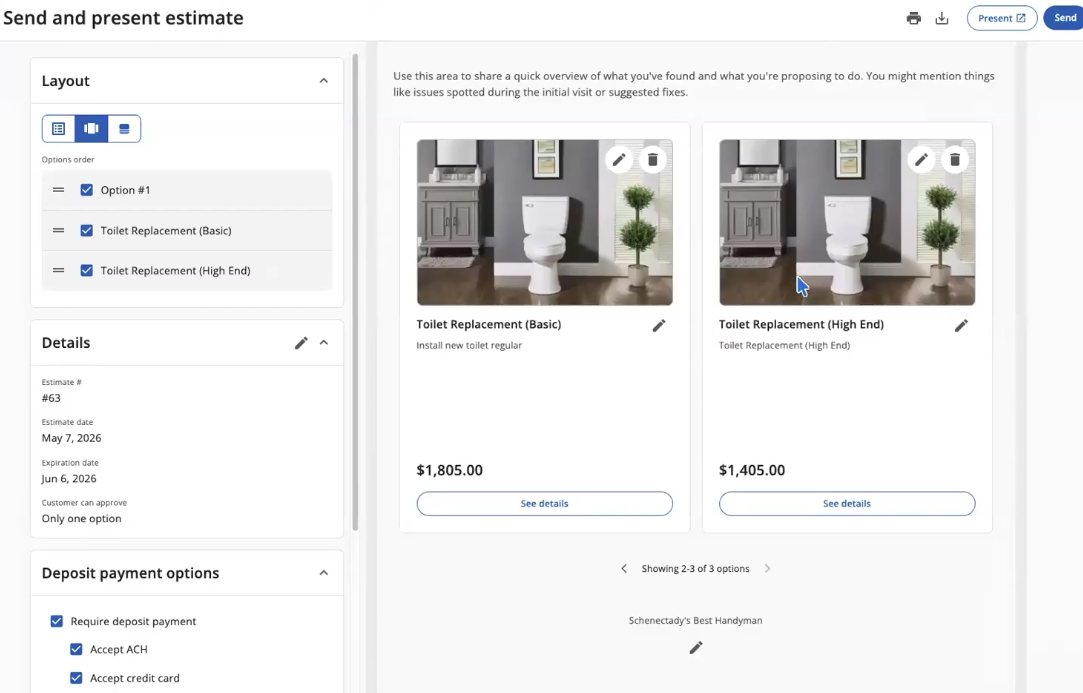 Send and present estimate
Present
Send
Layout
Options order
Option #1
Toilet Replacement (Basic)
Toilet Replacement (High End)
Details
Estimate #
#63
Estimate date
May 7, 2026
Expiration date
Jun 6, 2026
Customer can approve
Only one option
Deposit payment options
Require deposit payment
Accept ACH
Accept credit card
Use this area to share a quick overview of what you've found and what you're proposing to do. You might mention things
like issues spotted during the initial visit or suggested fixes.
Toilet Replacement (Basic)
Install new toilet regular
$1,805.00
See details
Toilet Replacement (High End)
Toilet Replacement (High End)
$1,405.00
See details
Showing 2-3 of 3 options
Schenectady's Best Handyman